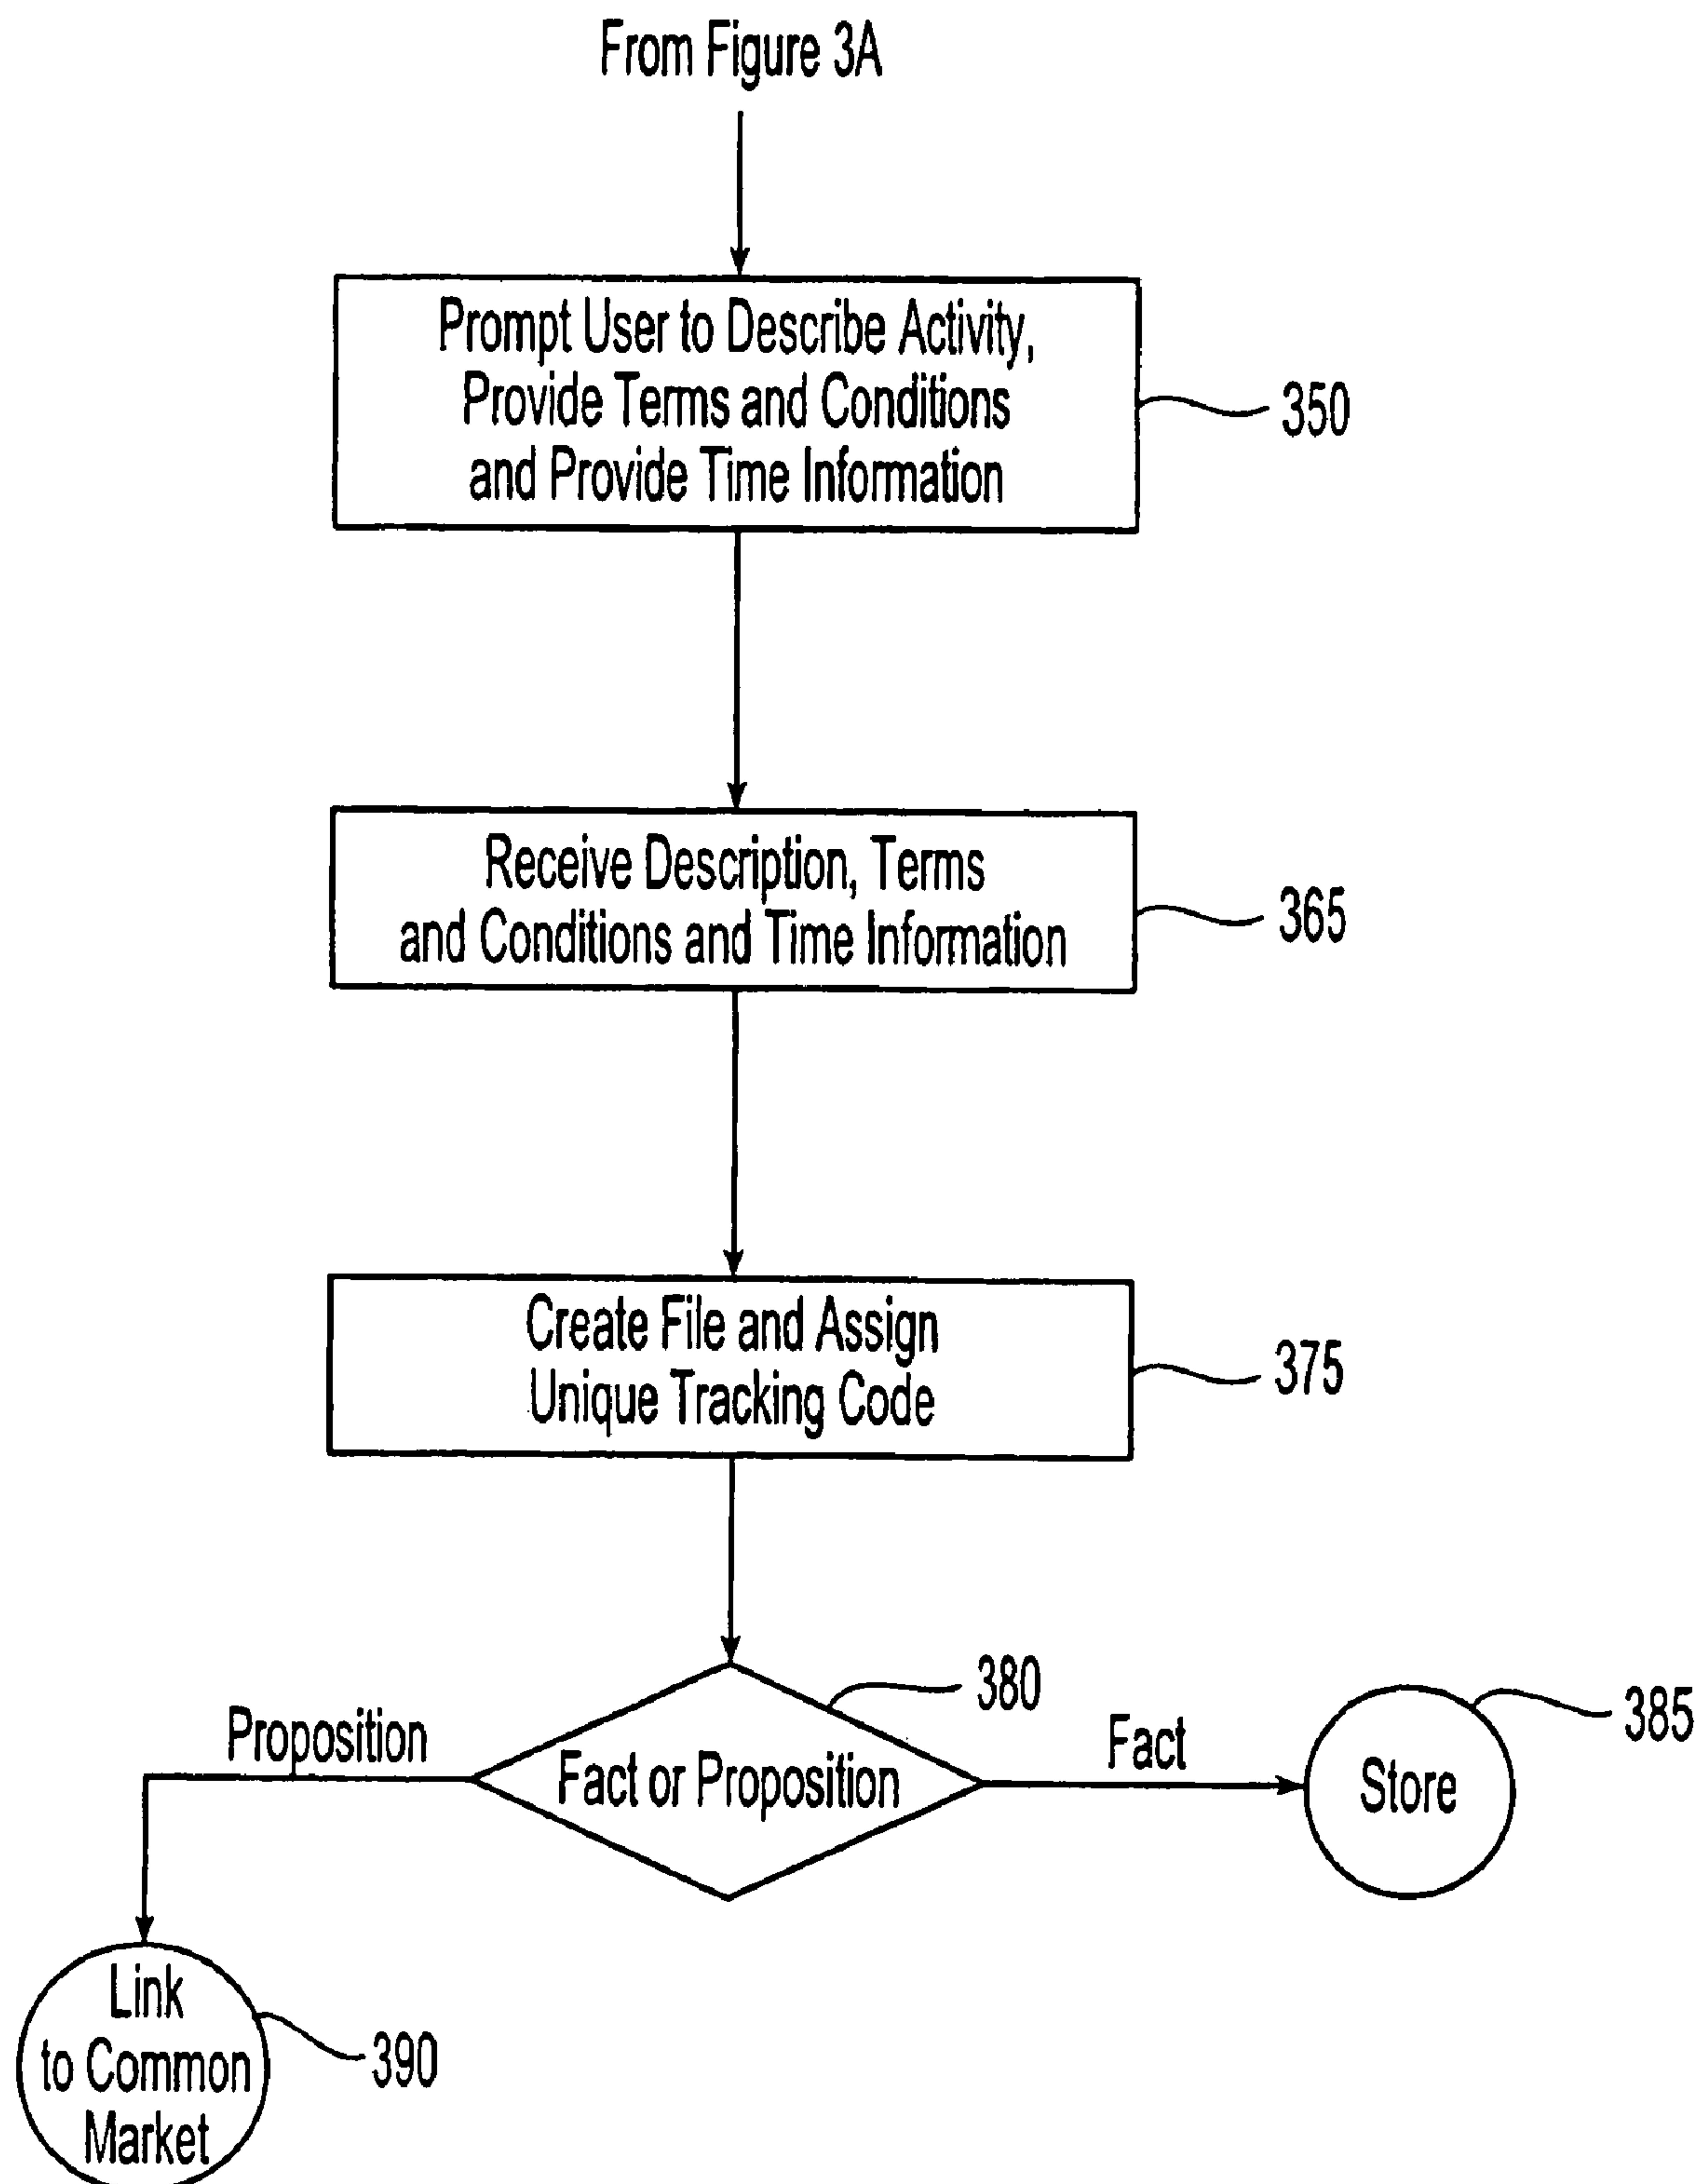 From Figure 3A
Prompt User to Describe Activity,
Provide Terms and Conditions
and Provide Time Information
350
Receive Description, Terms
and Conditions and Time Information
365
Create File and Assign
Unique Tracking Code
375
380
Proposition
Fact or Proposition
Fact
385
Store
Link
to Common
Market
390